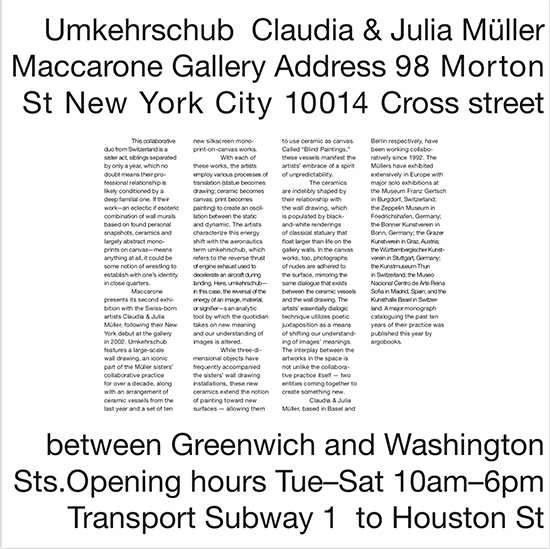 Umkehrschub Claudia & Julia Müller
Maccarone Gallery Address 98 Morton
St New York City 10014 Cross street
This collaborative
duo from Switzerland is a
sister act, siblings separated
by only a year, which no
doubt means their pro-
fessional relationship is
likely conditioned by a
deep familial one. If their
work—an eclectic if esoteric
combination of wall murals
based on found personal
snapshots, ceramics and
largely abstract mono-
prints on canvas—means
anything at all, it could be
some notion of wrestling to
establish with one's identity
in close quarters.
Maccarone
presents its second exhi-
bition with the Swiss-born
artists Claudia & Julia
Müller, following their New
York debut at the gallery
in 2002. Umkehrschub
features a large-scale
wall drawing, an iconic
part of the Müller sisters'
collaborative practice
for over a decade, along
with an arrangement of
ceramic vessels from the
last year and a set of ten
new silkscreen mono-
print-on-canvas works.
With each of
these works, the artists
employ various processes of
translation (statue becomes
drawing; ceramic becomes
canvas; print becomes
painting) to create an oscil-
lation between the static
and dynamic. The artists
characterize this energy
shift with the aeronautics
term umkehrschub, which
refers to the reverse thrust
of engine exhaust used to
decelerate an aircraft during
landing. Here, umkehrschub—
in this case, the reversal of the
energy of an image, material,
or signifier—is an analytic
tool by which the quotidian
takes on new meaning
and our understanding of
images is altered.
While three-di-
mensional objects have
frequently accompanied
the sisters' wall drawing
installations, these new
ceramics extend the notion
of painting toward new
surfaces — allowing them
to use ceramic as canvas.
Called "Blind Paintings,"
these vessels manifest the
artists' embrace of a spirit
of unpredictability.
The ceramics
are indelibly shaped by
their relationship with
the wall drawing, which
is populated by black-
and-white renderings
of classical statuary that
float larger than life on the
gallery walls. In the canvas
works, too, photographs
of nudes are adhered to
the surface, mirroring the
same dialogue that exists
between the ceramic vessels
and the wall drawing. The
artists' essentially dialogic
technique utilizes poetic
juxtaposition as a means
of shifting our understand-
ing of images' meanings.
The interplay between the
artworks in the space is
not unlike the collabora-
tive practice itself — two
entities coming together to
create something new.
Claudia & Julia
Müller, based in Basel and
Berlin respectively, have
been working collabo-
ratively since 1992. The
Müllers have exhibited
extensively in Europe with
major solo exhibitions at
the Museum Franz Gertsch
in Burgdorf, Switzerland;
the Zeppelin Museum in
Friedrichshafen, Germany;
the Bonner Kunstverein in
Bonn, Germany; the Grazer
Kunstverein in Graz, Austria;
the Württembergischer Kunst-
verein in Stuttgart, Germany;
the Kunstmuseum Thun
in Switzerland; the Museo
Nacional Centro de Arte Reina
Sofia in Madrid, Spain; and the
Kunsthalle Basel in Switzer-
land. A major monograph
cataloguing the past ten
years of their practice was
published this year by
argobooks.
between Greenwich and Washington
Sts.Opening hours Tue–Sat 10am–6pm
Transport Subway 1 to Houston St